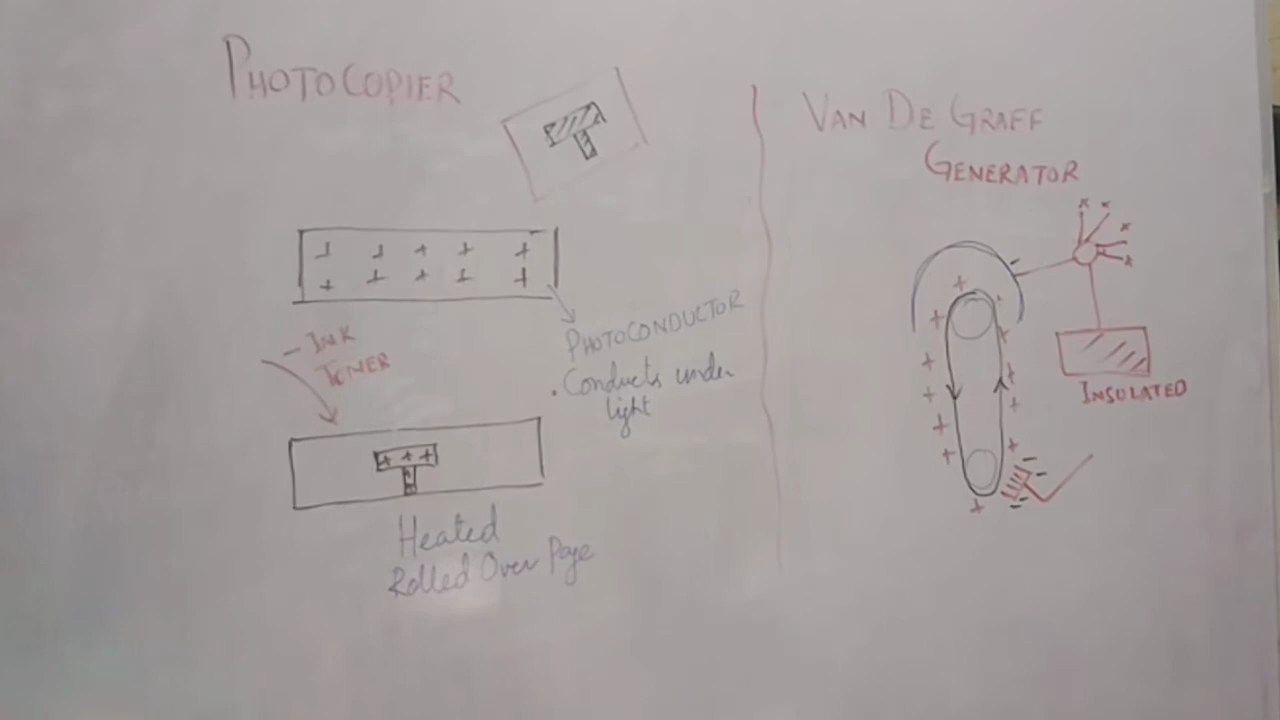 PHOTOCOPIER
- INK
TONER
PHOTOCONDUCTOR
. Conducts under
light
Heated
Rolled Over Page
VAN DE GRAFF
GENERATOR
INSULATED